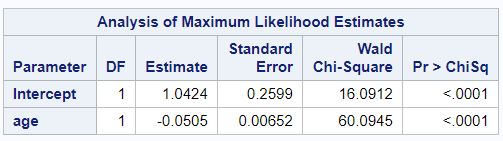 Analysis of Maximum Likelihood Estimates
Parameter DF Estimate Standard Error Wald Chi-Square Pr > ChiSq
Intercept 1 1.0424 0.2599 16.0912 <.0001
age 1 -0.0505 0.00652 60.0945 <.0001